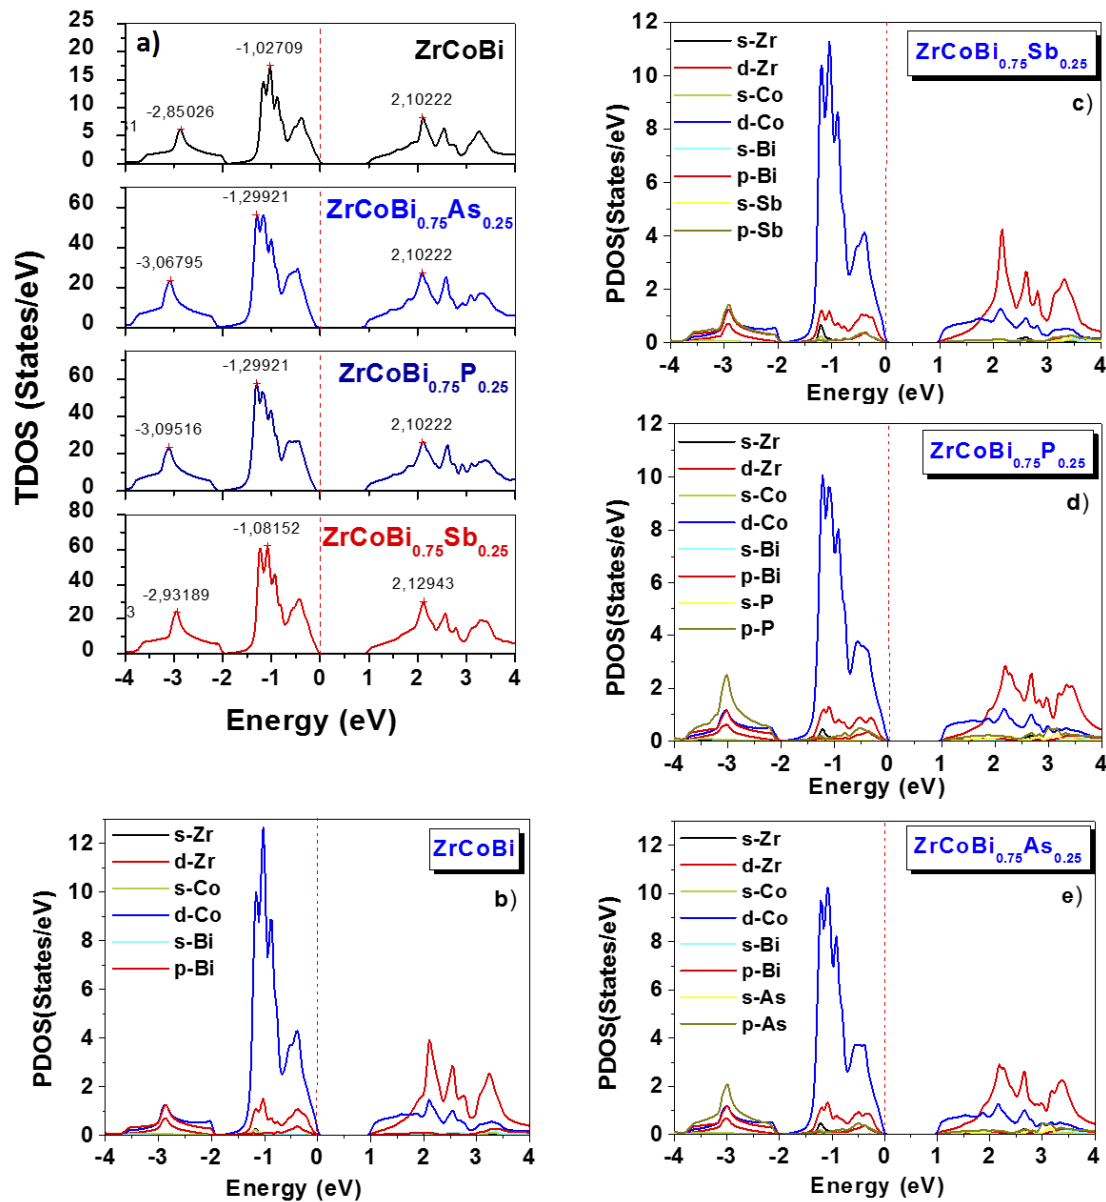 a)
ZrCoBi
-1,02709
-2,85026
2,10222
25
20
15
10
5
0
-4 -3 -2 -1 0 1 2 3 4
ZrCoBi0.75As0.25
-1,29921
-3,06795
2,10222
60
40
20
0
ZrCoBi0.75P0.25
-1,29921
-3,09516
2,10222
60
40
20
0
ZrCoBi0.75Sb0.25
-1,08152
-2,93189
2,12943
80
60
40
20
0
-4 -3 -2 -1 0 1 2 3 4
TDOS (States/eV)
Energy (eV)
ZrCoBi
b)
s-Zr
d-Zr
s-Co
d-Co
s-Bi
p-Bi
12
10
8
6
4
2
0
-4 -3 -2 -1 0 1 2 3 4
PDOS(States/eV)
Energy (eV)
ZrCoBi0.75Sb0.25
c)
s-Zr
d-Zr
s-Co
d-Co
s-Bi
p-Bi
s-Sb
p-Sb
12
10
8
6
4
2
0
-4 -3 -2 -1 0 1 2 3 4
PDOS(States/eV)
Energy (eV)
ZrCoBi0.75P0.25
d)
s-Zr
d-Zr
s-Co
d-Co
s-Bi
p-Bi
s-P
p-P
12
10
8
6
4
2
0
-4 -3 -2 -1 0 1 2 3 4
PDOS(States/eV)
Energy (eV)
ZrCoBi0.75As0.25
e)
s-Zr
d-Zr
s-Co
d-Co
s-Bi
p-Bi
s-As
p-As
12
10
8
6
4
2
0
-4 -3 -2 -1 0 1 2 3 4
PDOS(States/eV)
Energy (eV)